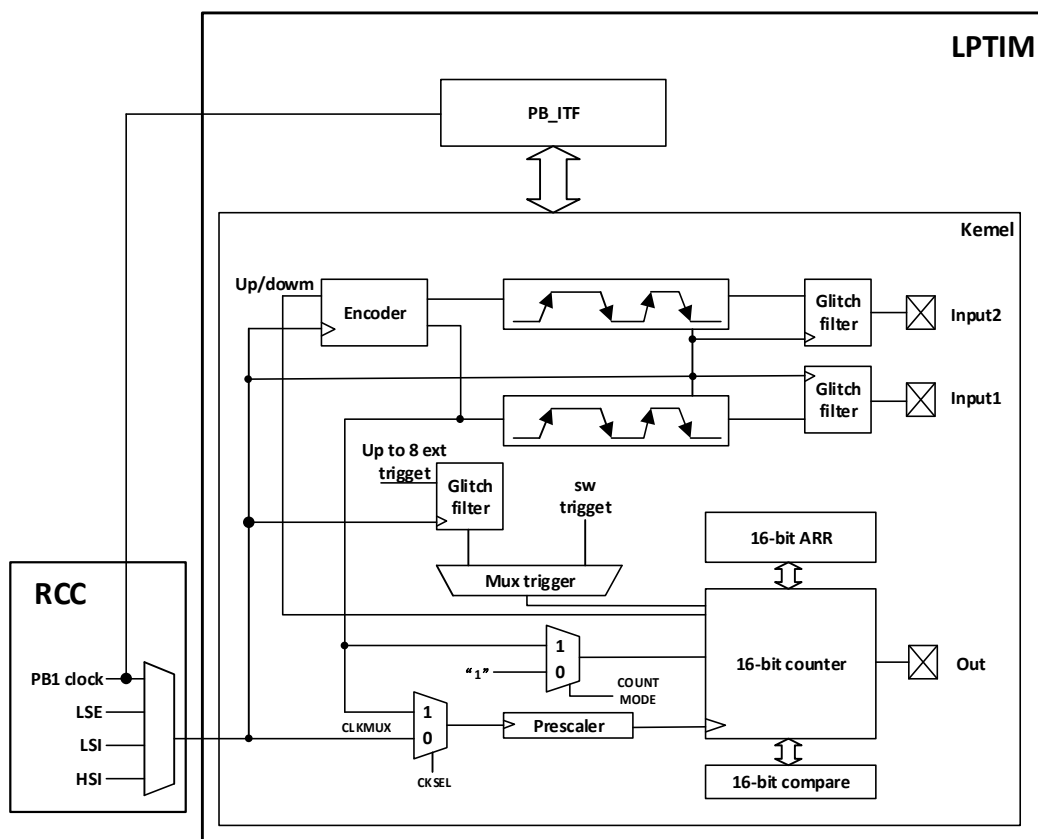 LPTIM
PB_ITF
Kemel
Up/dowm
Encoder
Glitch
filter
Input2
Glitch
filter
Input1
Up to 8 ext
trigget
Glitch
filter
sw
trigget
16-bit ARR
Mux trigger
RCC
1
0
"1"
16-bit counter
Out
COUNT
MODE
PB1 clock
LSE
LSI
HSI
CLKMUX
1
0
Prescaler
CKSEL
16-bit compare